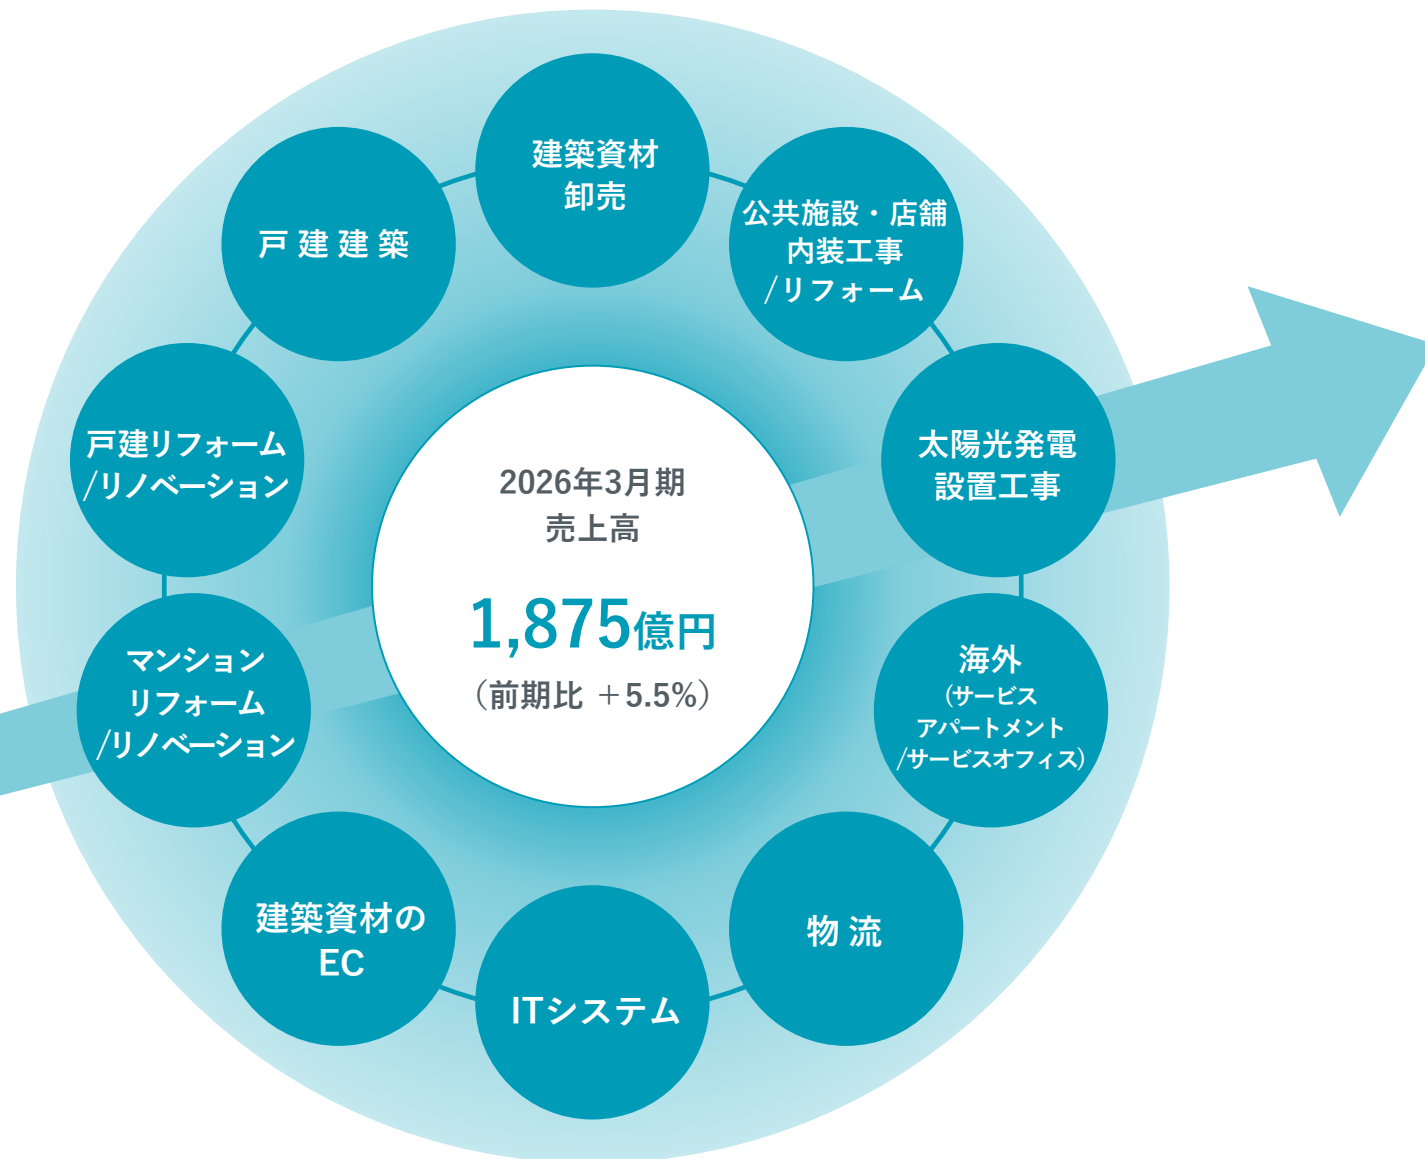 建築資材
卸売
公共施設・店舗
内装工事
/リフォーム
太陽光発電
設置工事
海外
(サービス
アパートメント
/サービスオフィス)
物流
ITシステム
建築資材の
EC
マンション
リフォーム
/リノベーション
戸建リフォーム
/リノベーション
戸建建築
2026年3月期
売上高
1,875億円
（前期比 ＋5.5%）